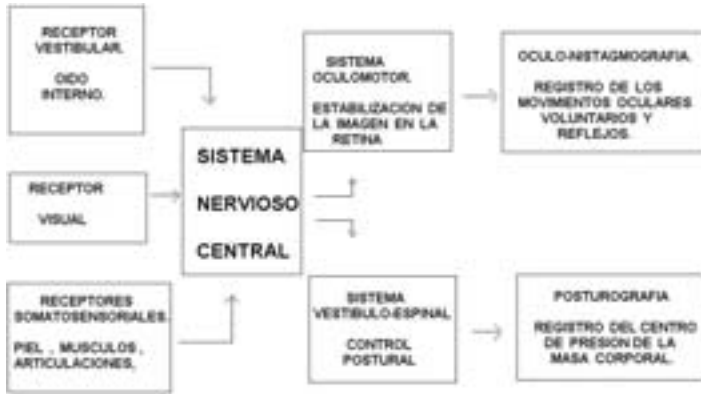 RECEPTOR
VESTIBULAR.
OIDO
INTERNO.
RECEPTOR
VISUAL
RECEPTORES
SOMATOSENSORIALES.
PIEL , MUSCULOS ,
ARTICULACIONES,
SISTEMA
NERVIOSO
CENTRAL
SISTEMA
OCULOMOTOR.
ESTABILIZACION DE
LA IMAGEN EN LA
RETINA
SISTEMA
VESTIBULO-ESPINAL
CONTROL
POSTURAL
OCULO-NISTAGMOGRAFIA.
REGISTRO DE LOS
MOVIMIENTOS OCULARES
VOLUNTARIOS Y
REFLEJOS.
POSTUROGRAFIA
REGISTRO DEL CENTRO
DE PRESION DE LA
MASA CORPORAL.